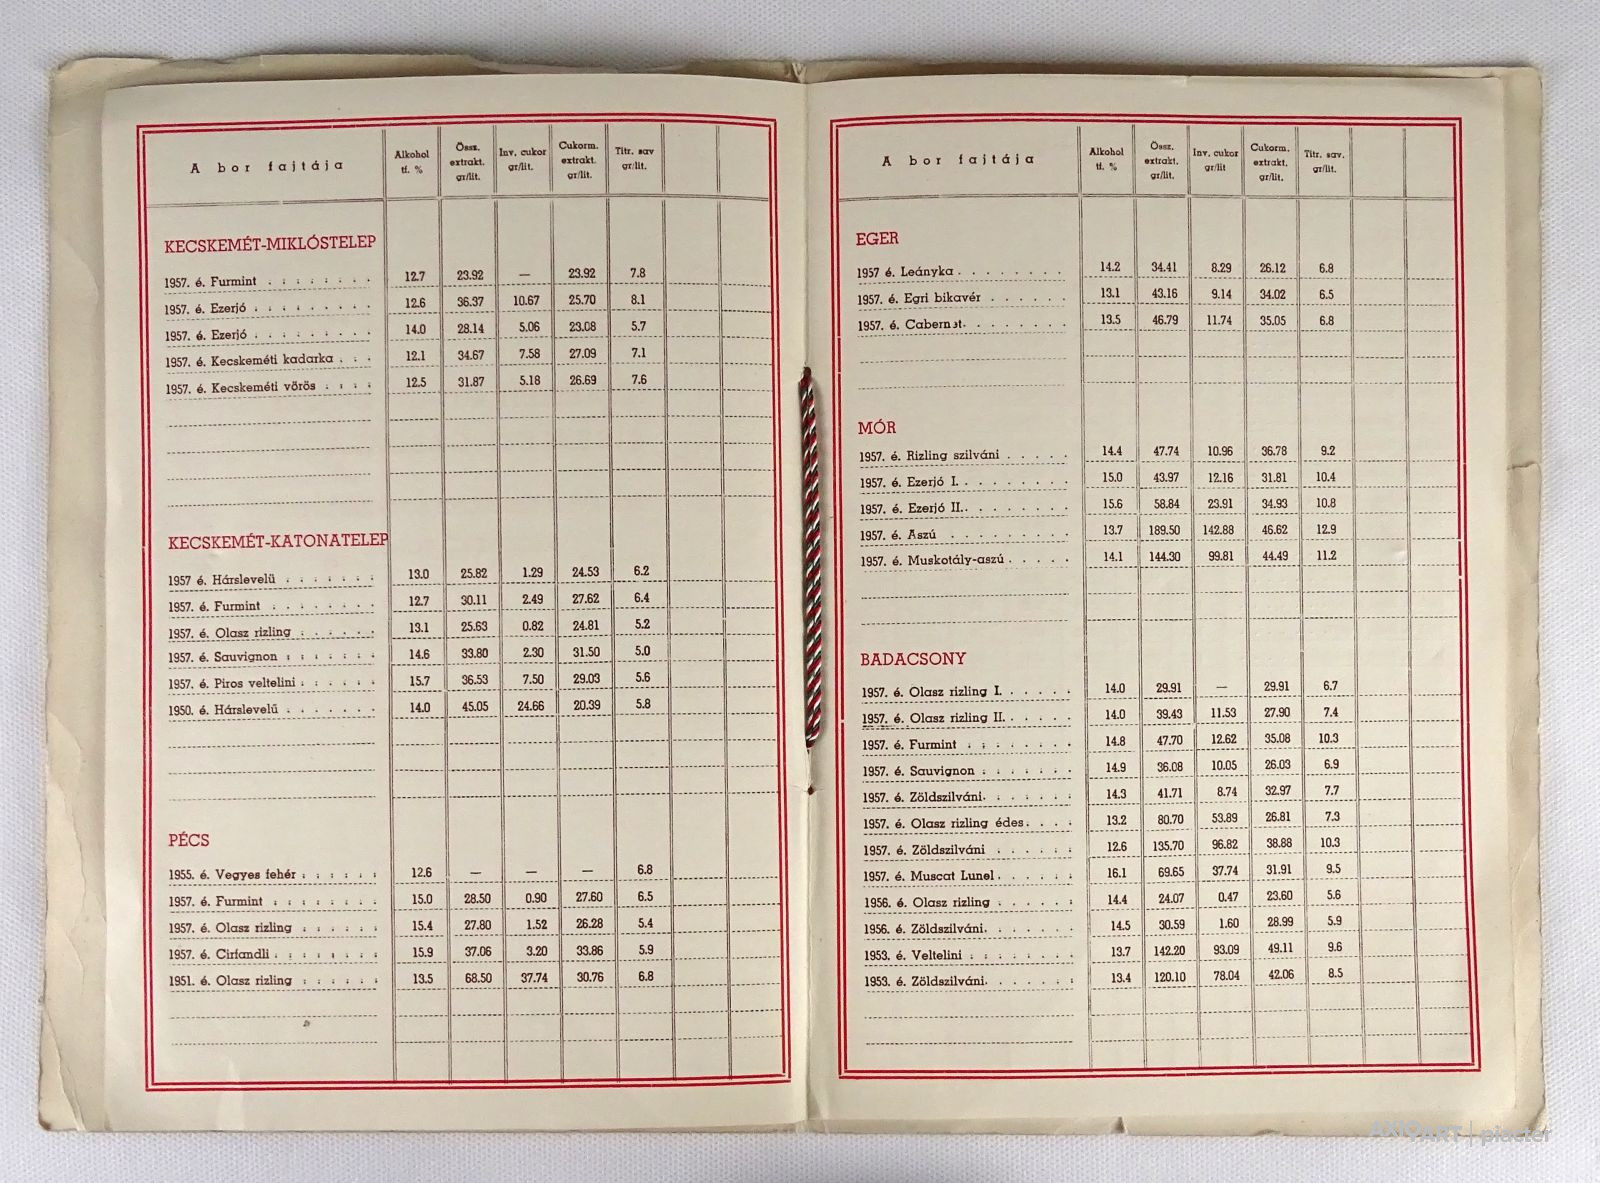 A bor fajtája Alkohol tf. % Össz. extrakt. gr/lit. Inv. cukor gr/lit. Cukorm. extrakt. gr/lit. Titr. sav gr/lit.
KECSKEMÉT-MIKLÓSTELEP
1957. é. Furmint 12.7 23.92 — 23.92 7.8
1957. é. Ezerjó 12.6 36.37 10.67 25.70 8.1
1957. é. Ezerjó 14.0 28.14 5.06 23.08 5.7
1957. é. Kecskeméti kadarka 12.1 34.67 7.58 27.09 7.1
1957. é. Kecskeméti vörös 12.5 31.87 5.18 26.69 7.6
KECSKEMÉT-KATONATELEP
1957 é. Hárslevelü 13.0 25.82 1.29 24.53 6.2
1957. é. Furmint 12.7 30.11 2.49 27.62 6.4
1957. é. Olasz rizling 13.1 25.63 0.82 24.81 5.2
1957. é. Sauvignon 14.6 33.80 2.30 31.50 5.0
1957. é. Piros veltelini 15.7 36.53 7.50 29.03 5.6
1950. é. Hárslevelű 14.0 45.05 24.66 20.39 5.8
PÉCS
1955. é. Vegyes fehér 12.6 — — — 6.8
1957. é. Furmint 15.0 28.50 0.90 27.60 6.5
1957. é. Olasz rizling 15.4 27.80 1.52 26.28 5.4
1957. é. Cirfandli 15.9 37.06 3.20 33.86 5.9
1951. é. Olasz rizling 13.5 68.50 37.74 30.76 6.8
A bor fajtája Alkohol tf. % Össz. extrakt. gr/lit. Inv. cukor gr/lit Cukorm. extrakt. gr/lit. Titr. sav. gr/lit.
EGER
1957 é. Leányka 14.2 34.41 8.29 26.12 6.8
1957. é. Egri bikavér 13.1 43.16 9.14 34.02 6.5
1957. é. Cabernet 13.5 46.79 11.74 35.05 6.8
MÓR
1957. é. Rizling szilváni 14.4 47.74 10.96 36.78 9.2
1957. é. Ezerjó I. 15.0 43.97 12.16 31.81 10.4
1957. é. Ezerjó II. 15.6 58.84 23.91 34.93 10.8
1957. é. Aszú 13.7 189.50 142.88 46.62 12.9
1957. é. Muskotály-aszú 14.1 144.30 99.81 44.49 11.2
BADACSONY
1957. é. Olasz rizling I. 14.0 29.91 — 29.91 6.7
1957. é. Olasz rizling II. 14.0 39.43 11.53 27.90 7.4
1957. é. Furmint 14.8 47.70 12.62 35.08 10.3
1957. é. Sauvignon 14.9 36.08 10.05 26.03 6.9
1957. é. Zöldszilváni 14.3 41.71 8.74 32.97 7.7
1957. é. Olasz rizling édes 13.2 80.70 53.89 26.81 7.3
1957. é. Zöldszilváni 12.6 135.70 96.82 38.88 10.3
1957. é. Muscat Lunel 16.1 69.65 37.74 31.91 9.5
1956. é. Olasz rizling 14.4 24.07 0.47 23.60 5.6
1956. é. Zöldszilváni 14.5 30.59 1.60 28.99 5.9
1953. é. Veltelini 13.7 142.20 93.09 49.11 9.6
1953. é. Zöldszilváni 13.4 120.10 78.04 42.06 8.5
AXIOART | piactér